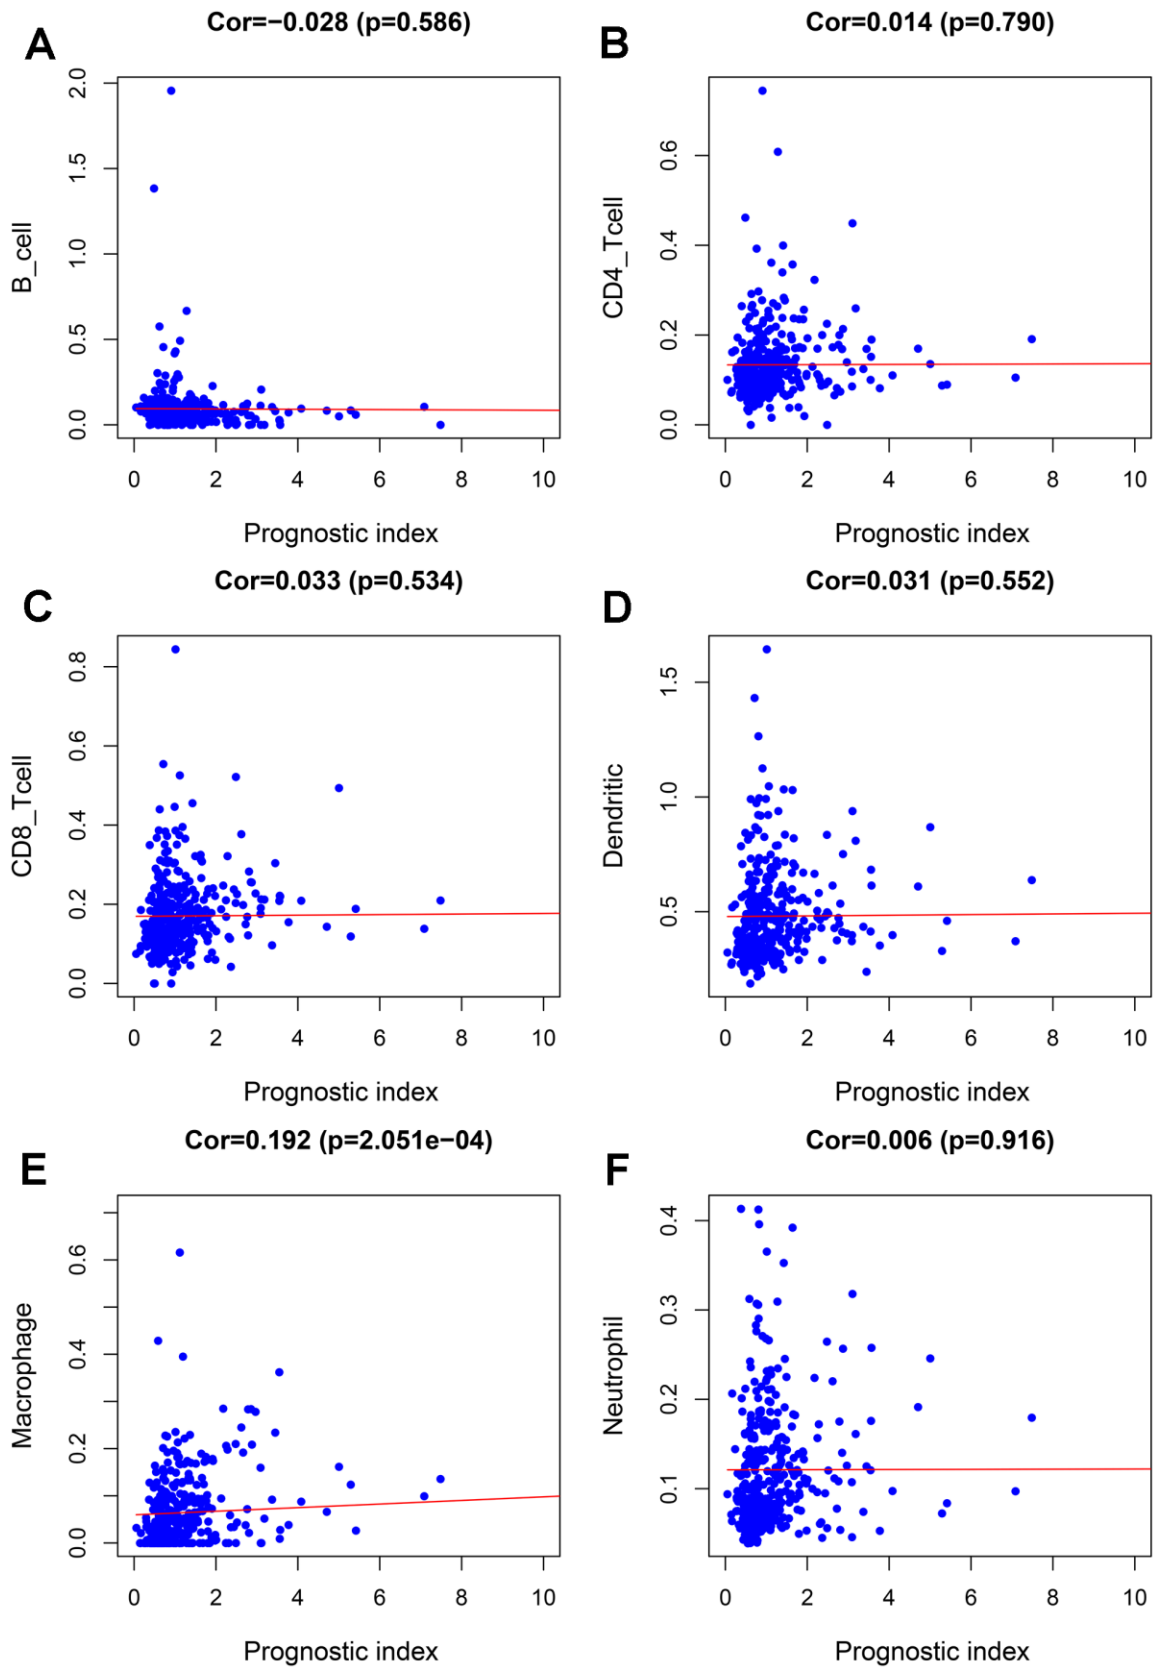 A
Cor=−0.028 (p=0.586)
B_cell
2.0
1.5
1.0
0.5
0.0
0 2 4 6 8 10
Prognostic index
B
Cor=0.014 (p=0.790)
CD4_Tcell
0.6
0.4
0.2
0.0
0 2 4 6 8 10
Prognostic index
C
Cor=0.033 (p=0.534)
CD8_Tcell
0.8
0.6
0.4
0.2
0.0
0 2 4 6 8 10
Prognostic index
D
Cor=0.031 (p=0.552)
Dendritic
1.5
1.0
0.5
0 2 4 6 8 10
Prognostic index
E
Cor=0.192 (p=2.051e−04)
Macrophage
0.6
0.4
0.2
0.0
0 2 4 6 8 10
Prognostic index
F
Cor=0.006 (p=0.916)
Neutrophil
0.4
0.3
0.2
0.1
0 2 4 6 8 10
Prognostic index